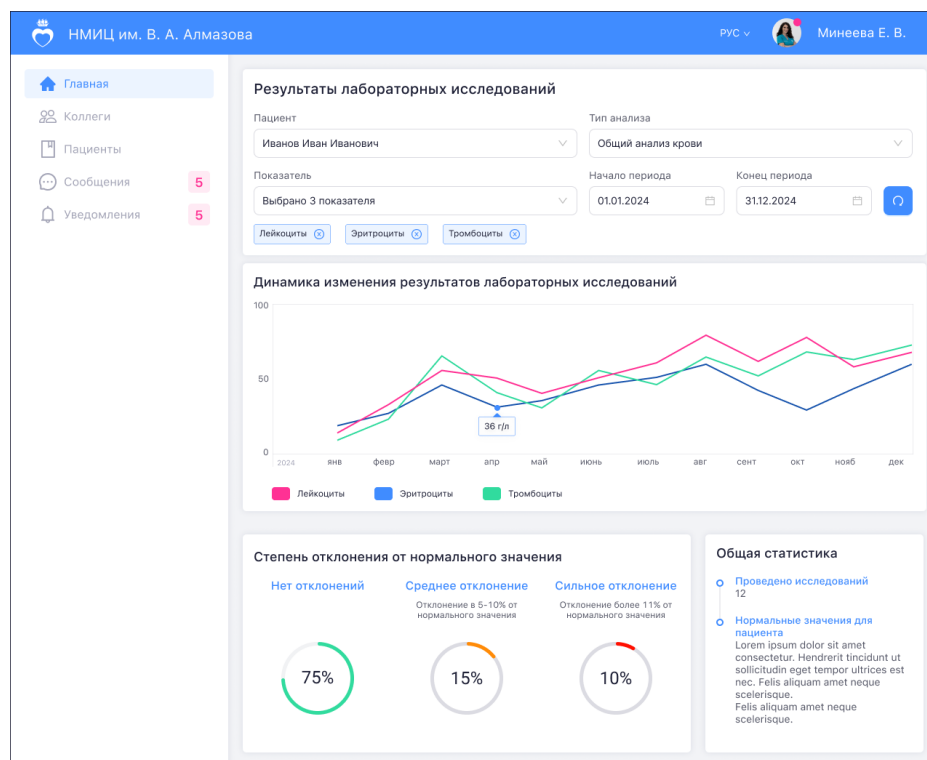 НМИЦ им. В. А. Алмазова
РУС
Минеева Е. В.
Главная
Коллеги
Пациенты
Сообщения 5
Уведомления 5
Результаты лабораторных исследований
Пациент
Тип анализа
Иванов Иван Иванович
Общий анализ крови
Показатель
Начало периода
Конец периода
Выбрано 3 показателя
01.01.2024
31.12.2024
Лейкоциты
Эритроциты
Тромбоциты
Динамика изменения результатов лабораторных исследований
100
50
36 г/л
0
2024 янв февр март апр май июнь июль авг сент окт нояб дек
Лейкоциты
Эритроциты
Тромбоциты
Степень отклонения от нормального значения
Нет отклонений
Среднее отклонение
Отклонение в 5-10% от
нормального значения
Сильное отклонение
Отклонение более 11% от
нормального значения
75%
15%
10%
Общая статистика
Проведено исследований
12
Нормальные значения для
пациента
Lorem ipsum dolor sit amet
consectetur. Hendrerit tincidunt ut
sollicitudin eget tempor ultrices est
nec. Felis aliquam amet neque
scelerisque.
Felis aliquam amet neque
scelerisque.